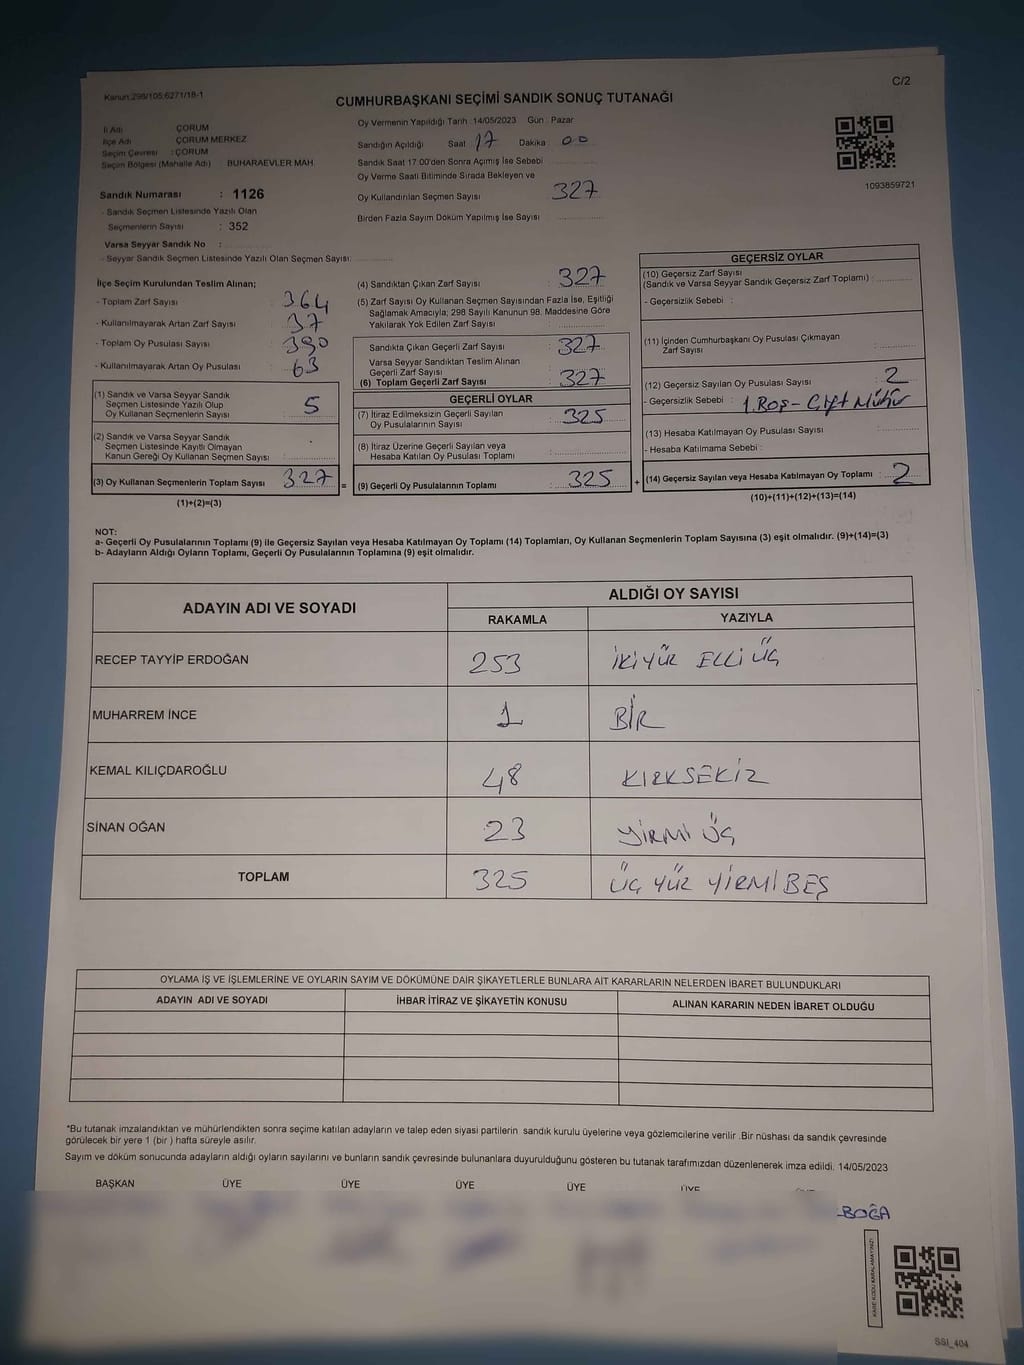 C/2
Kanun:298/105;6271/18-1
CUMHURBAŞKANI SEÇİMİ SANDIK SONUÇ TUTANAĞI
İl Adı ÇORUM
İlçe Adı ÇORUM MERKEZ
Seçim Çevresi : ÇORUM
Seçim Bölgesi (Mahalle Adı) BUHARAEVLER MAH.
Sandık Numarası : 1126
- Sandık Seçmen Listesinde Yazılı Olan
Seçmenlerin Sayısı : 352
Varsa Seyyar Sandık No :
- Seyyar Sandık Seçmen Listesinde Yazılı Olan Seçmen Sayısı:
Oy Vermenin Yapıldığı Tarih : 14/05/2023 Gün : Pazar
Sandığın Açıldığı Saat 17 Dakika 00
Sandık Saat 17:00'den Sonra Açımış İse Sebebi
Oy Verme Saati Bitiminde Sırada Bekleyen ve
Oy Kullandırılan Seçmen Sayısı 327
Birden Fazla Sayım Döküm Yapılmış İse Sayısı
1093859721
İlçe Seçim Kurulundan Teslim Alınan;
- Toplam Zarf Sayısı : 364
- Kullanılmayarak Artan Zarf Sayısı : 37
- Toplam Oy Pusulası Sayısı : 390
- Kullanılmayarak Artan Oy Pusulası : 63
(1) Sandık ve Varsa Seyyar Sandık
Seçmen Listesinde Yazılı Olup
Oy Kullanan Seçmenlerin Sayısı : 5
(2) Sandık ve Varsa Seyyar Sandık
Seçmen Listesinde Kayıtlı Olmayan
Kanun Gereği Oy Kullanan Seçmen Sayısı :
(3) Oy Kullanan Seçmenlerin Toplam Sayısı : 327
(1)+(2)=(3)
=
(4) Sandıktan Çıkan Zarf Sayısı : 327
(5) Zarf Sayısı Oy Kullanan Seçmen Sayısından Fazla İse, Eşitliği
Sağlamak Amacıyla; 298 Sayılı Kanunun 98. Maddesine Göre
Yakılarak Yok Edilen Zarf Sayısı :
Sandıkta Çıkan Geçerli Zarf Sayısı : 327
Varsa Seyyar Sandıktan Teslim Alınan
Geçerli Zarf Sayısı :
(6) Toplam Geçerli Zarf Sayısı : 327
GEÇERLİ OYLAR
(7) İtiraz Edilmeksizin Geçerli Sayılan
Oy Pusulasının Sayısı : 325
(8) İtiraz Üzerine Geçerli Sayılan veya
Hesaba Katılan Oy Pusulası Toplamı :
(9) Geçerli Oy Pusulalarının Toplamı : 325
+
GEÇERSİZ OYLAR
(10) Geçersiz Zarf Sayısı
(Sandık ve Varsa Seyyar Sandık Geçersiz Zarf Toplamı) :
- Geçersizlik Sebebi :
(11) İçinden Cumhurbaşkanı Oy Pusulası Çıkmayan
Zarf Sayısı :
(12) Geçersiz Sayılan Oy Pusulası Sayısı : 2
- Geçersizlik Sebebi : 1.Boş - Çift Mühür
(13) Hesaba Katılmayan Oy Pusulası Sayısı :
- Hesaba Katılmama Sebebi :
(14) Geçersiz Sayılan veya Hesaba Katılmayan Oy Toplamı : 2
(10)+(11)+(12)+(13)=(14)
NOT:
a- Geçerli Oy Pusulalarının Toplamı (9) ile Geçersiz Sayılan veya Hesaba Katılmayan Oy Toplamı (14) Toplamları, Oy Kullanan Seçmenlerin Toplam Sayısına (3) eşit olmalıdır. (9)+(14)=(3)
b- Adayların Aldığı Oyların Toplamı, Geçerli Oy Pusulalarının Toplamına (9) eşit olmalıdır.
ADAYIN ADI VE SOYADI ALDIĞI OY SAYISI
RAKAMLA YAZIYLA
RECEP TAYYİP ERDOĞAN 253 İKİYÜZ ELLİ ÜÇ
MUHARREM İNCE 1 BİR
KEMAL KILIÇDAROĞLU 48 KIRKSEKİZ
SİNAN OĞAN 23 YİRMİ ÜÇ
TOPLAM 325 ÜÇ YÜZ YİRMİ BEŞ
OYLAMA İŞ VE İŞLEMLERİNE VE OYLARIN SAYIM VE DÖKÜMÜNE DAİR ŞİKAYETLERLE BUNLARA AİT KARARLARIN NELERDEN İBARET BULUNDUKLARI
ADAYIN ADI VE SOYADI İHBAR İTİRAZ VE ŞİKAYETİN KONUSU ALINAN KARARIN NEDEN İBARET OLDUĞU
*Bu tutanak imzalandıktan ve mühürlendikten sonra seçime katılan adayların ve talep eden siyasi partilerin sandık kurulu üyelerine veya gözlemcilerine verilir .Bir nüshası da sandık çevresinde
görülecek bir yere 1 (bir ) hafta süreyle asılır.
Sayım ve döküm sonucunda adayların aldığı oyların sayılarını ve bunların sandık çevresinde bulunanlara duyurulduğunu gösteren bu tutanak tarafımızdan düzenlenerek imza edildi. 14/05/2023
BAŞKAN ÜYE ÜYE ÜYE ÜYE ÜYE
BOĞA
KARE KODU KARALAMAYINIZ!
SSI_404